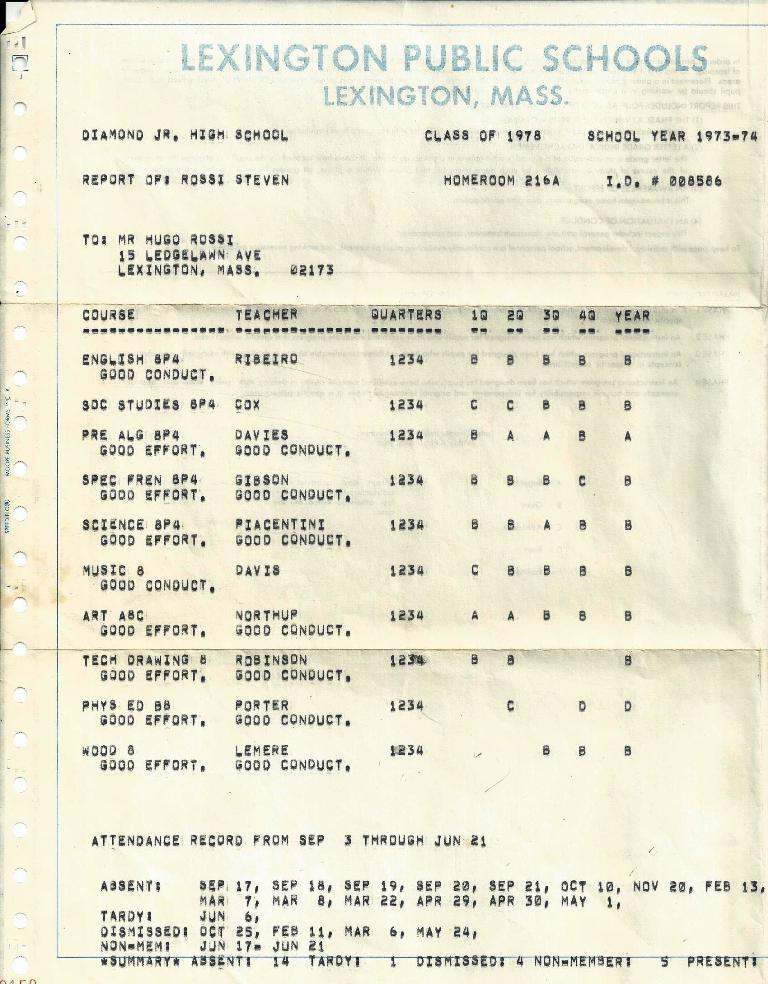 LEXINGTON PUBLIC SCHOOLS
LEXINGTON, MASS.
DIAMOND JR. HIGH SCHOOL CLASS OF 1978 SCHOOL YEAR 1973-74
REPORT OF: ROSSI STEVEN HOMEROOM 216A I.D. # 008586
TO: MR HUGO ROSSI
15 LEDGELAWN AVE
LEXINGTON, MASS. 02173
COURSE TEACHER QUARTERS 1Q 2Q 3Q 4Q YEAR
ENGLISH 8P4 RIBEIRO 1234 B B B B B
GOOD CONDUCT.
SOC STUDIES 8P4 COX 1234 C C B B B
PRE ALG 8P4 DAVIES 1234 B A A B A
GOOD EFFORT. GOOD CONDUCT.
SPEC FREN 8P4 GIBSON 1234 B B B C B
GOOD EFFORT. GOOD CONDUCT.
SCIENCE 8P4 PIACENTINI 1234 B B A B B
GOOD EFFORT. GOOD CONDUCT.
MUSIC 8 DAVIS 1234 C B B B B
GOOD CONDUCT.
ART ABC NORTHUP 1234 A A B B B
GOOD EFFORT. GOOD CONDUCT.
TECH DRAWING 8 ROBINSON 1234 B B B
GOOD EFFORT. GOOD CONDUCT.
PHYS ED 8B PORTER 1234 C D D
GOOD EFFORT. GOOD CONDUCT.
WOOD 8 LEMERE 1234 B B B
GOOD EFFORT. GOOD CONDUCT.
ATTENDANCE RECORD FROM SEP 3 THROUGH JUN 21
ABSENT: SEP 17, SEP 18, SEP 19, SEP 20, SEP 21, OCT 10, NOV 20, FEB 13,
MAR 7, MAR 8, MAR 22, APR 29, APR 30, MAY 1,
TARDY: JUN 6,
DISMISSED: OCT 25, FEB 11, MAR 6, MAY 24,
NON-MEM: JUN 17- JUN 21
*SUMMARY* ABSENT: 14 TARDY: 1 DISMISSED: 4 NON-MEMBER: 5 PRESENT: